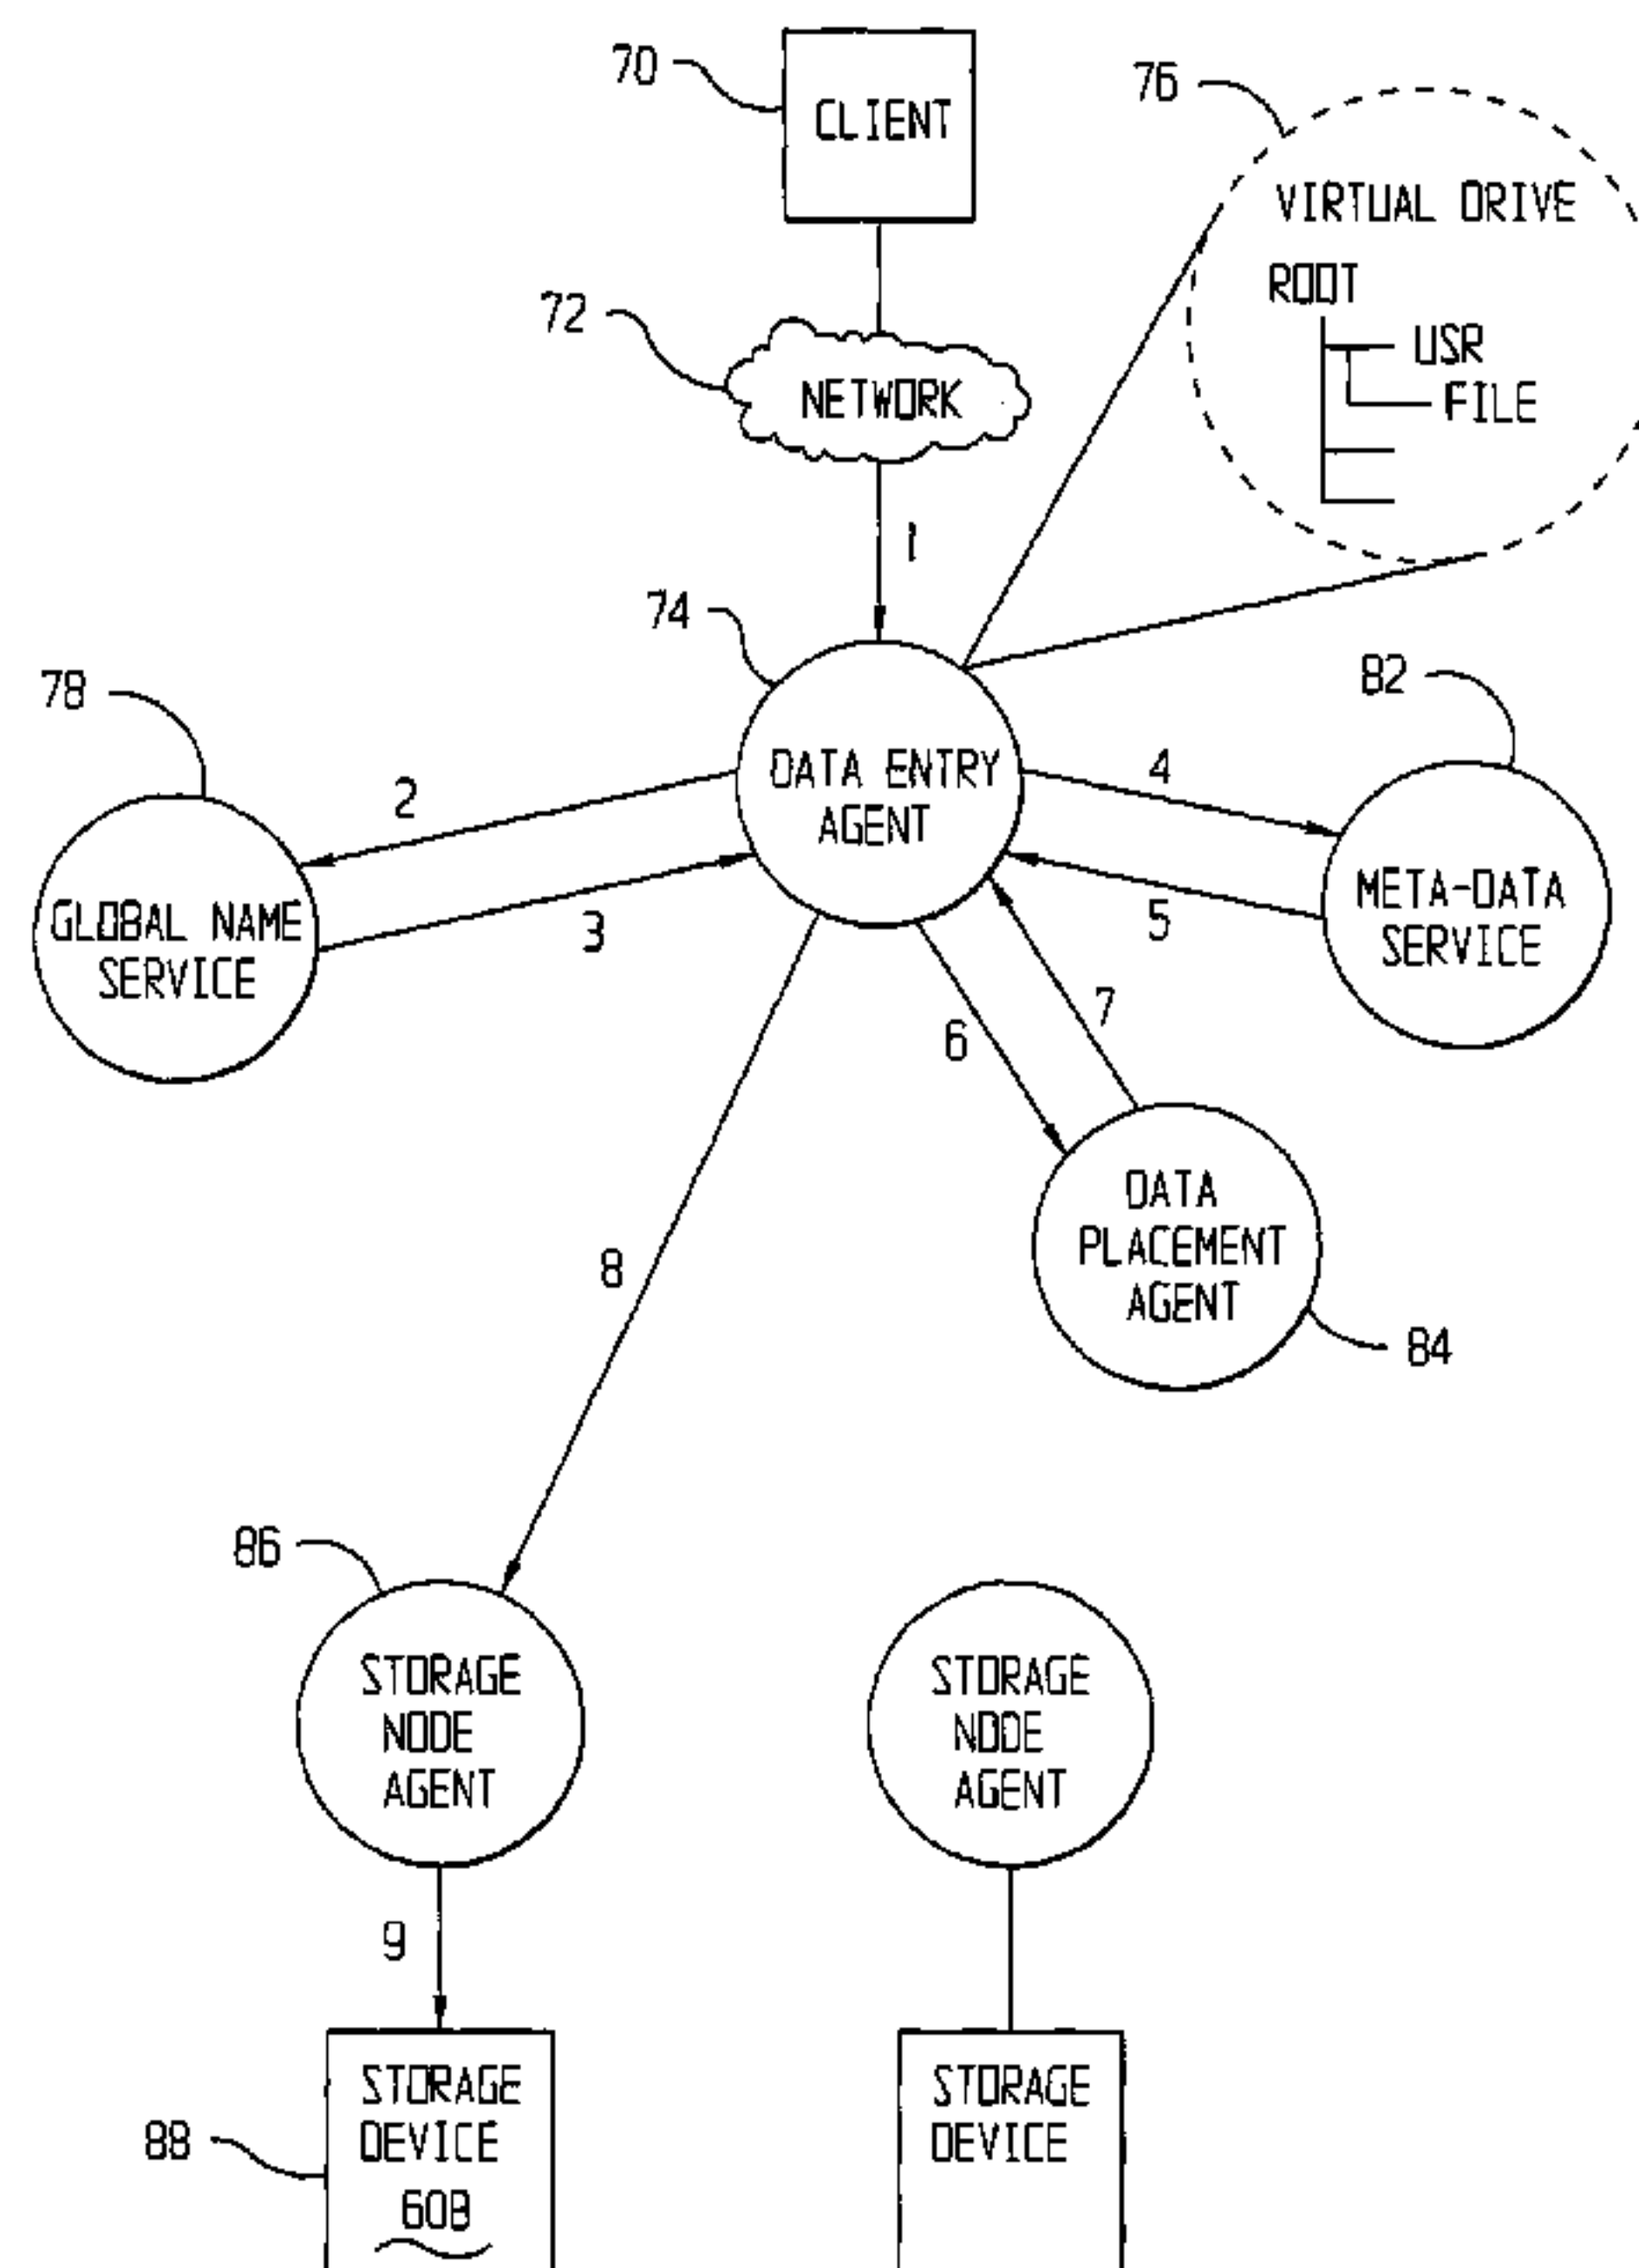 70
CLIENT
76
VIRTUAL DRIVE
ROOT
USR
FILE
72
NETWORK
1
74
DATA ENTRY
AGENT
78
GLOBAL NAME
SERVICE
2
3
82
META-DATA
SERVICE
4
5
6
7
DATA
PLACEMENT
AGENT
84
8
86
STORAGE
NODE
AGENT
STORAGE
NODE
AGENT
9
88
STORAGE
DEVICE
60B
STORAGE
DEVICE